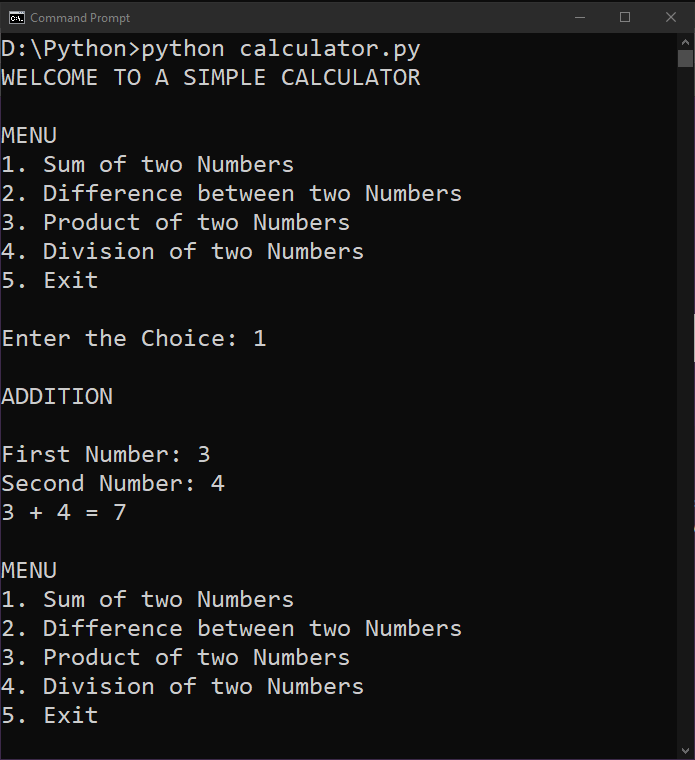 Command Prompt
D:\Python>python calculator.py
WELCOME TO A SIMPLE CALCULATOR
MENU
1. Sum of two Numbers
2. Difference between two Numbers
3. Product of two Numbers
4. Division of two Numbers
5. Exit
Enter the Choice: 1
ADDITION
First Number: 3
Second Number: 4
3 + 4 = 7
MENU
1. Sum of two Numbers
2. Difference between two Numbers
3. Product of two Numbers
4. Division of two Numbers
5. Exit